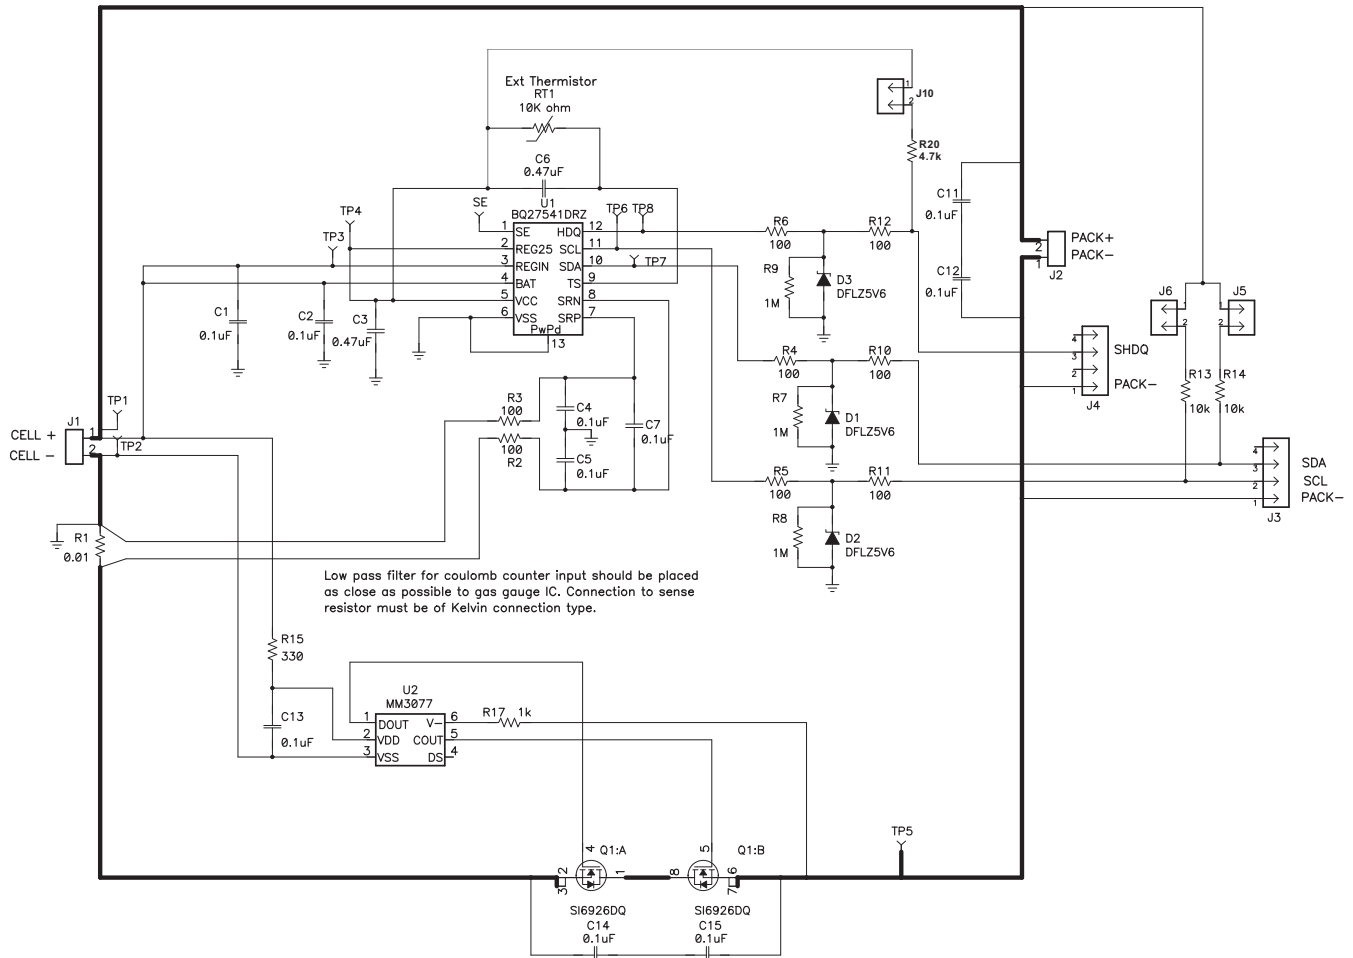 Ext Thermistor
RT1
10K ohm
C6
0.47uF
U1
BQ27541DRZ
SE
TP4
TP3
TP6 TP8
TP7
1 SE
2 REG25
3 REGIN
4 BAT
5 VCC
6 VSS
HDQ 12
SCL 11
SDA 10
TS 9
SRN 8
SRP 7
PwPd
13
C1
0.1uF
C2
0.1uF
C3
0.47uF
1
2
J10
R20
4.7k
R6
100
R12
100
R9
1M
D3
DFLZ5V6
C11
0.1uF
C12
0.1uF
PACK+
PACK-
2
1
J2
J6
1
2
J5
1
2
R13
10k
R14
10k
4
3
2
1
SHDQ
PACK-
J4
R4
100
R10
100
R7
1M
D1
DFLZ5V6
R5
100
R11
100
R8
1M
D2
DFLZ5V6
4
3
2
1
SDA
SCL
PACK-
J3
TP1
J1
CELL +
CELL -
1
2
TP2
R3
100
100
R2
C4
0.1uF
C5
0.1uF
C7
0.1uF
R1
0.01
Low pass filter for coulomb counter input should be placed
as close as possible to gas gauge IC. Connection to sense
resistor must be of Kelvin connection type.
R15
330
C13
0.1uF
U2
MM3077
1 DOUT
2 VDD
3 VSS
V- 6
COUT 5
DS 4
R17 1k
TP5
4
Q1:A
3
2
1
SI6926DQ
C14
0.1uF
5
Q1:B
8
7
6
SI6926DQ
C15
0.1uF